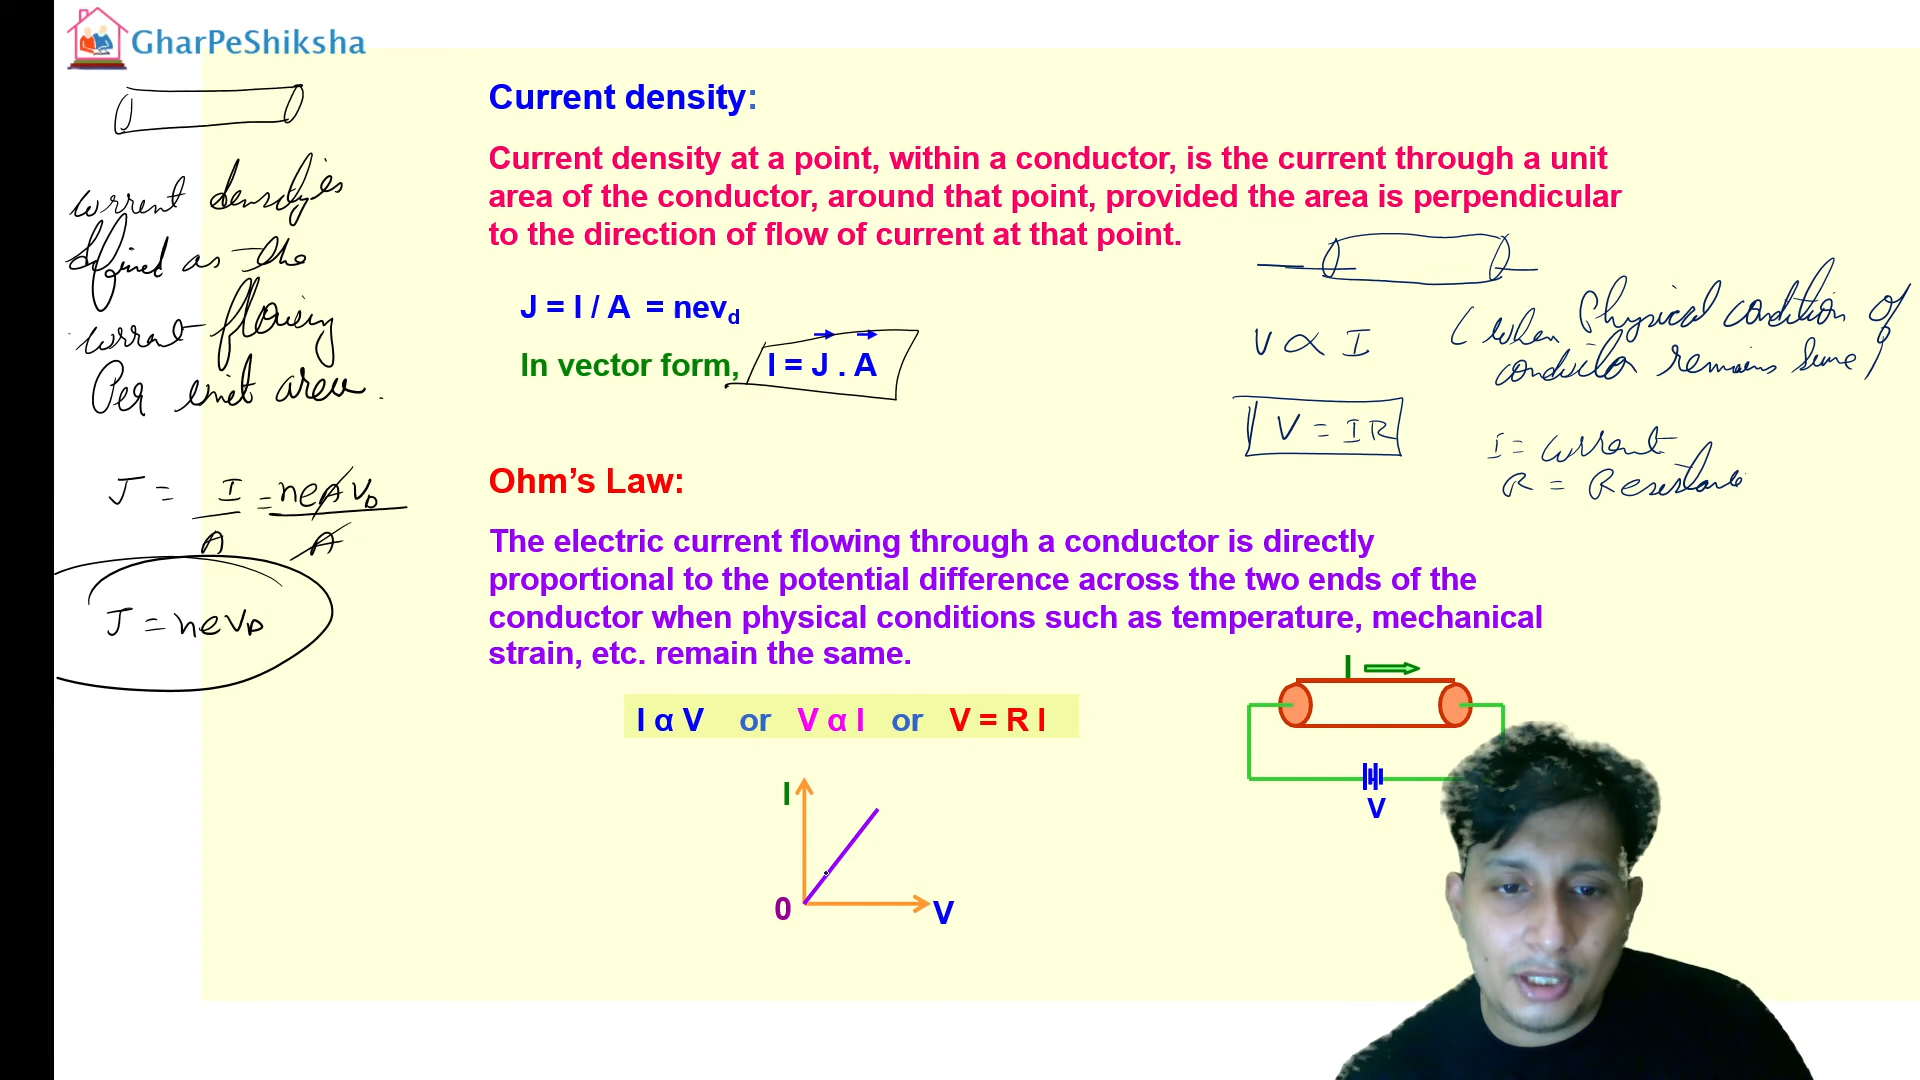 GharPeShiksha
Current density:
Current density at a point, within a conductor, is the current through a unit
area of the conductor, around that point, provided the area is perpendicular
to the direction of flow of current at that point.
J = I / A = nevd
In vector form, I = J . A
Ohm’s Law:
The electric current flowing through a conductor is directly
proportional to the potential difference across the two ends of the
conductor when physical conditions such as temperature, mechanical
strain, etc. remain the same.
I α V or V α I or V = R I
I
0
V
I
V
current density is
defined as the
current flowing
Per unit area.
J = I/A = neAVD/A
J = neVD
V ∝ I
(when Physical condition of
conductor remains same)
V = IR
I = current
R = Resistance